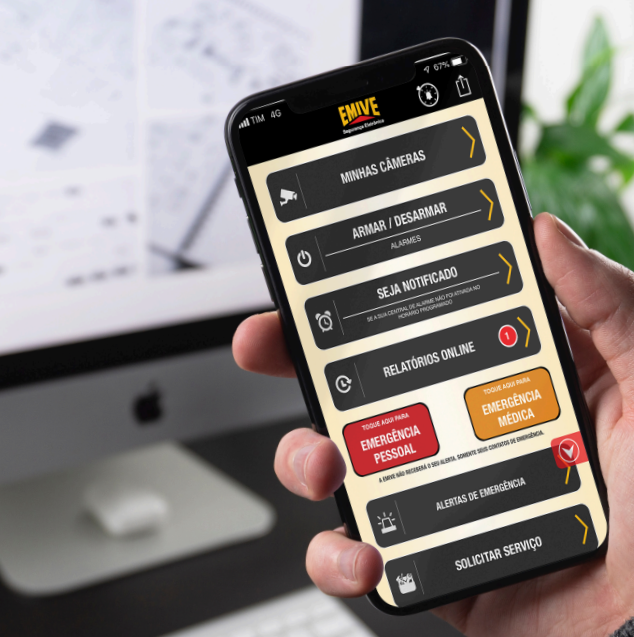 TIM 4G
67%
EMIVE
Segurança Eletrônica
MINHAS CÂMERAS
ARMAR / DESARMAR
ALARMES
SEJA NOTIFICADO
SE A SUA CENTRAL DE ALARME NÃO FOI ATIVADA NO
HORÁRIO PROGRAMADO
RELATÓRIOS ONLINE
1
TOQUE AQUI PARA
EMERGÊNCIA
PESSOAL
TOQUE AQUI PARA
EMERGÊNCIA
MÉDICA
A EMIVE NÃO RECEBERÁ O SEU ALERTA. SOMENTE SEUS CONTATOS DE EMERGÊNCIA.
ALERTAS DE EMERGÊNCIA
SOLICITAR SERVIÇO